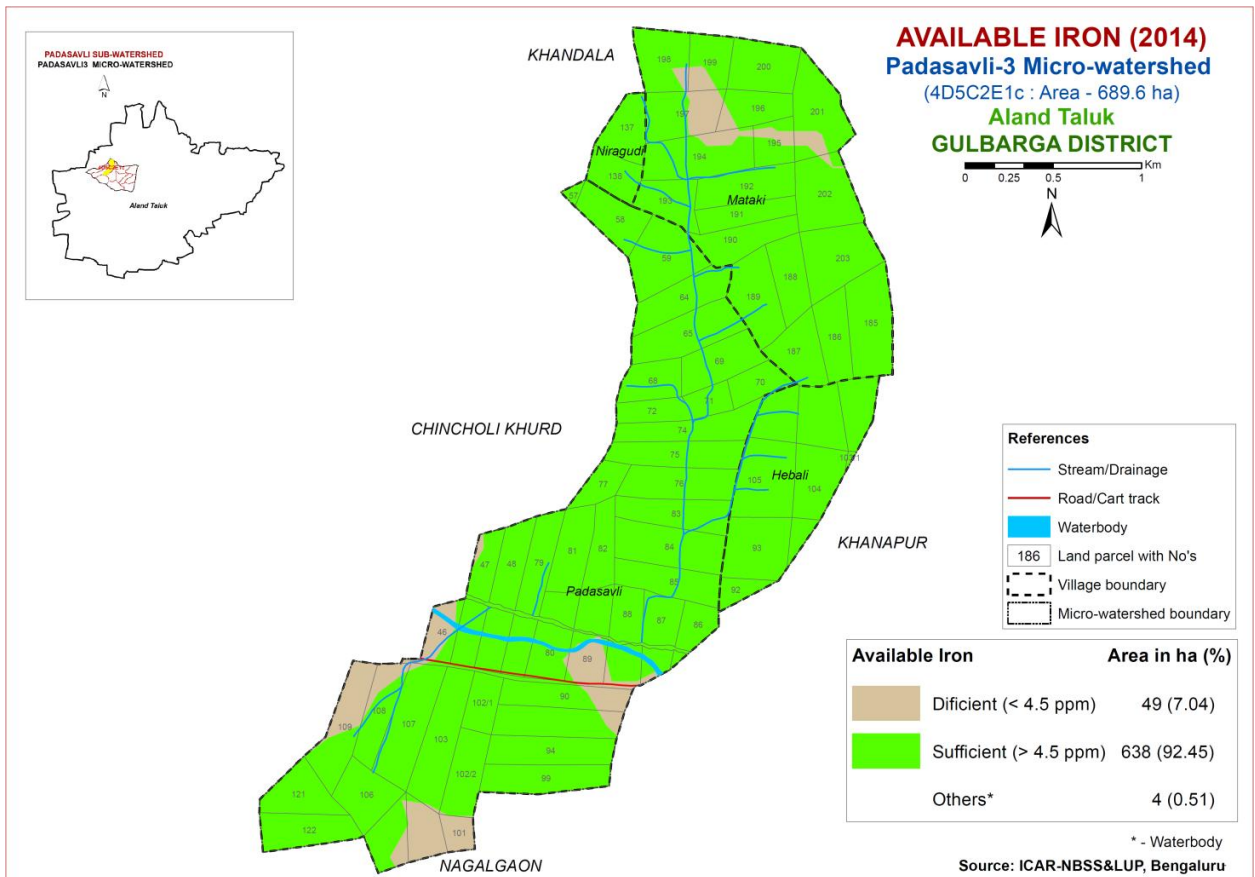 PADASAVLI SUB-WATERSHED
PADASAVLI3 MICRO-WATERSHED
N
Aland Taluk
AVAILABLE IRON (2014)
Padasavli-3 Micro-watershed
(4D5C2E1c : Area - 689.6 ha)
Aland Taluk
GULBARGA DISTRICT
Km
0 0.25 0.5 1
N
KHANDALA
198 199 200
197 196 201
137
195
Niragudi 194
138 192 202
57 193 Mataki
191
58
190
59 203
188
64 189
65 186 185
187
69
68 70
71
72
CHINCHOLI KHURD
74
75
Hebali
77 76 105 104
83
KHANAPUR
81 82 84 93
47 48 79
85 92
Padasavli
88 87 86
46
80 89
90
102/1
108
109 107
103 94
102/2 99
121 106
122 101
NAGALGAON
References
Stream/Drainage
Road/Cart track
Waterbody
186 Land parcel with No's
Village boundary
Micro-watershed boundary
Available Iron Area in ha (%)
Dificient (< 4.5 ppm) 49 (7.04)
Sufficient (> 4.5 ppm) 638 (92.45)
Others* 4 (0.51)
* - Waterbody
Source: ICAR-NBSS&LUP, Bengaluru